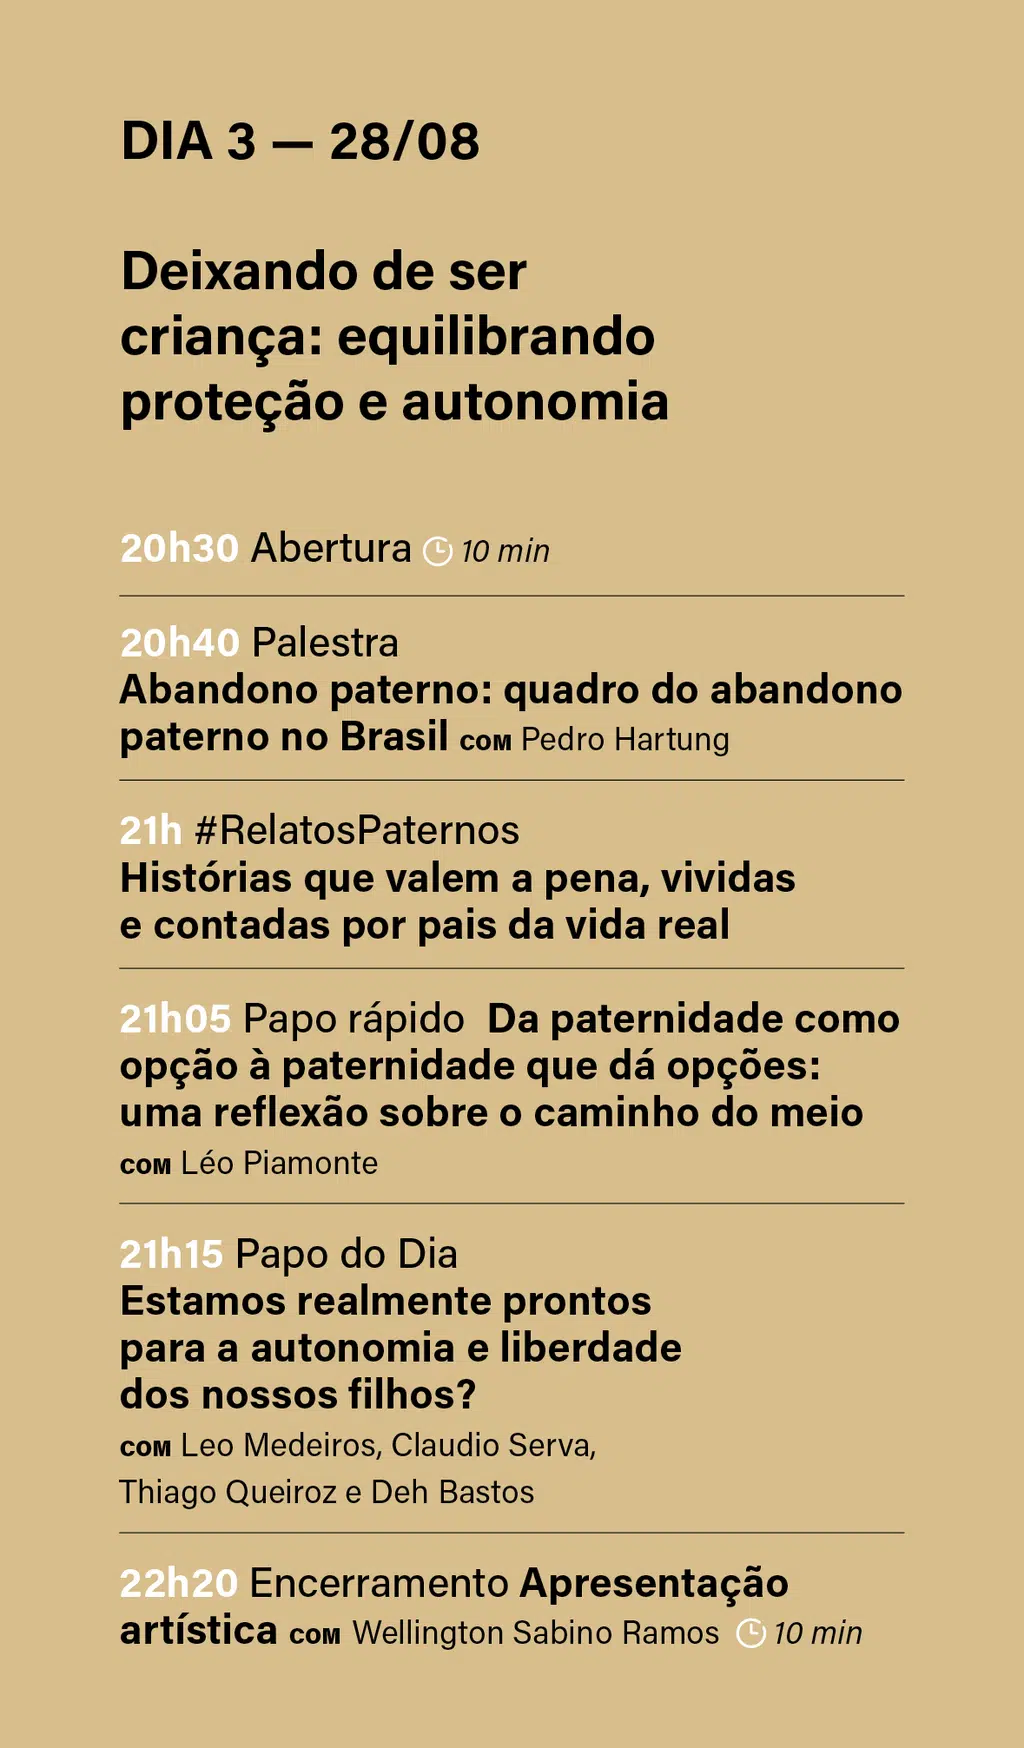 DIA 3 — 28/08
Deixando de ser
criança: equilibrando
proteção e autonomia
20h30 Abertura 10 min
20h40 Palestra
Abandono paterno: quadro do abandono
paterno no Brasil com Pedro Hartung
21h #RelatosPaternos
Histórias que valem a pena, vividas
e contadas por pais da vida real
21h05 Papo rápido Da paternidade como
opção à paternidade que dá opções:
uma reflexão sobre o caminho do meio
com Léo Piamonte
21h15 Papo do Dia
Estamos realmente prontos
para a autonomia e liberdade
dos nossos filhos?
com Leo Medeiros, Claudio Serva,
Thiago Queiroz e Deh Bastos
22h20 Encerramento Apresentação
artística com Wellington Sabino Ramos 10 min